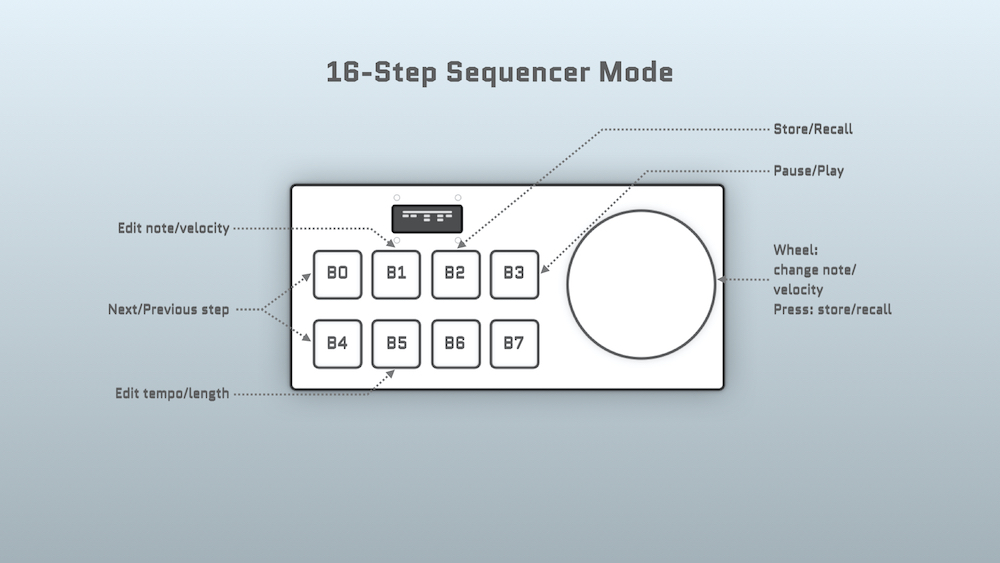 16-Step Sequencer Mode
Store/Recall
Pause/Play
Edit note/velocity
Wheel:
change note/
velocity
Press: store/recall
B0 B1 B2 B3
Next/Previous step
B4 B5 B6 B7
Edit tempo/length